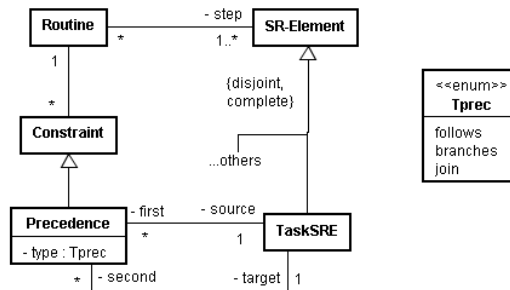 Routine
- step
SR-Element
*
1..*
1
{disjoint,
complete}
<<enum>>
Tprec
follows
branches
join
*
Constraint
...others
Precedence
- type : Tprec
- first
- source
*
1
TaskSRE
*
- second
- target
1